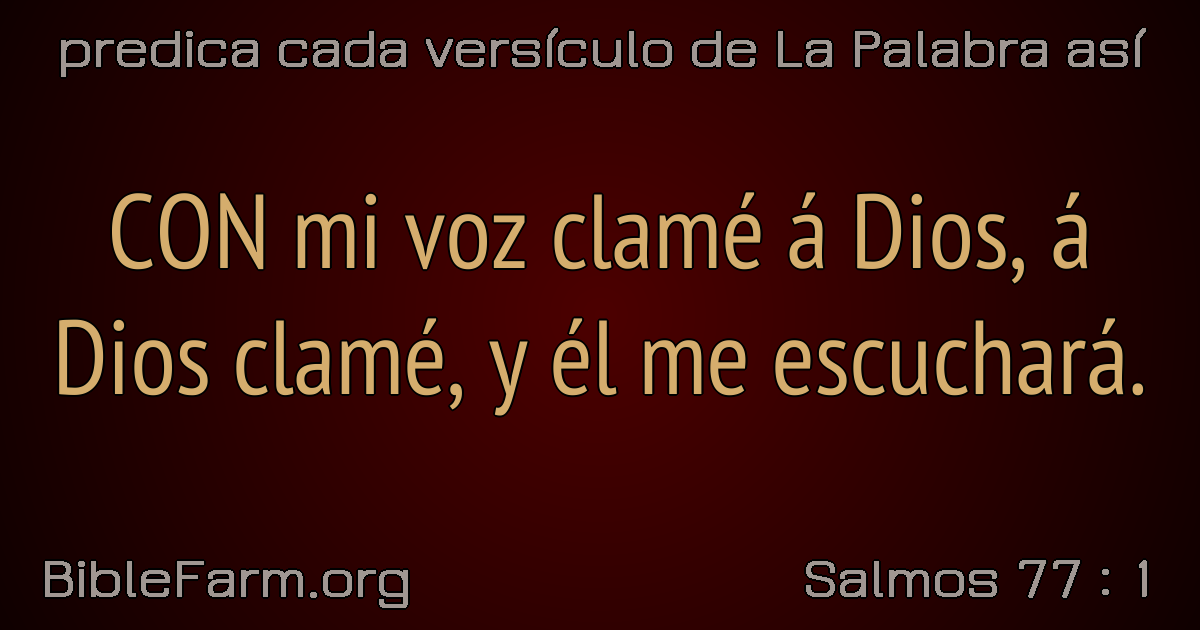 predica cada versículo de La Palabra así
CON mi voz clamé á Dios, á
Dios clamé, y él me escuchará.
BibleFarm.org
Salmos 77 : 1